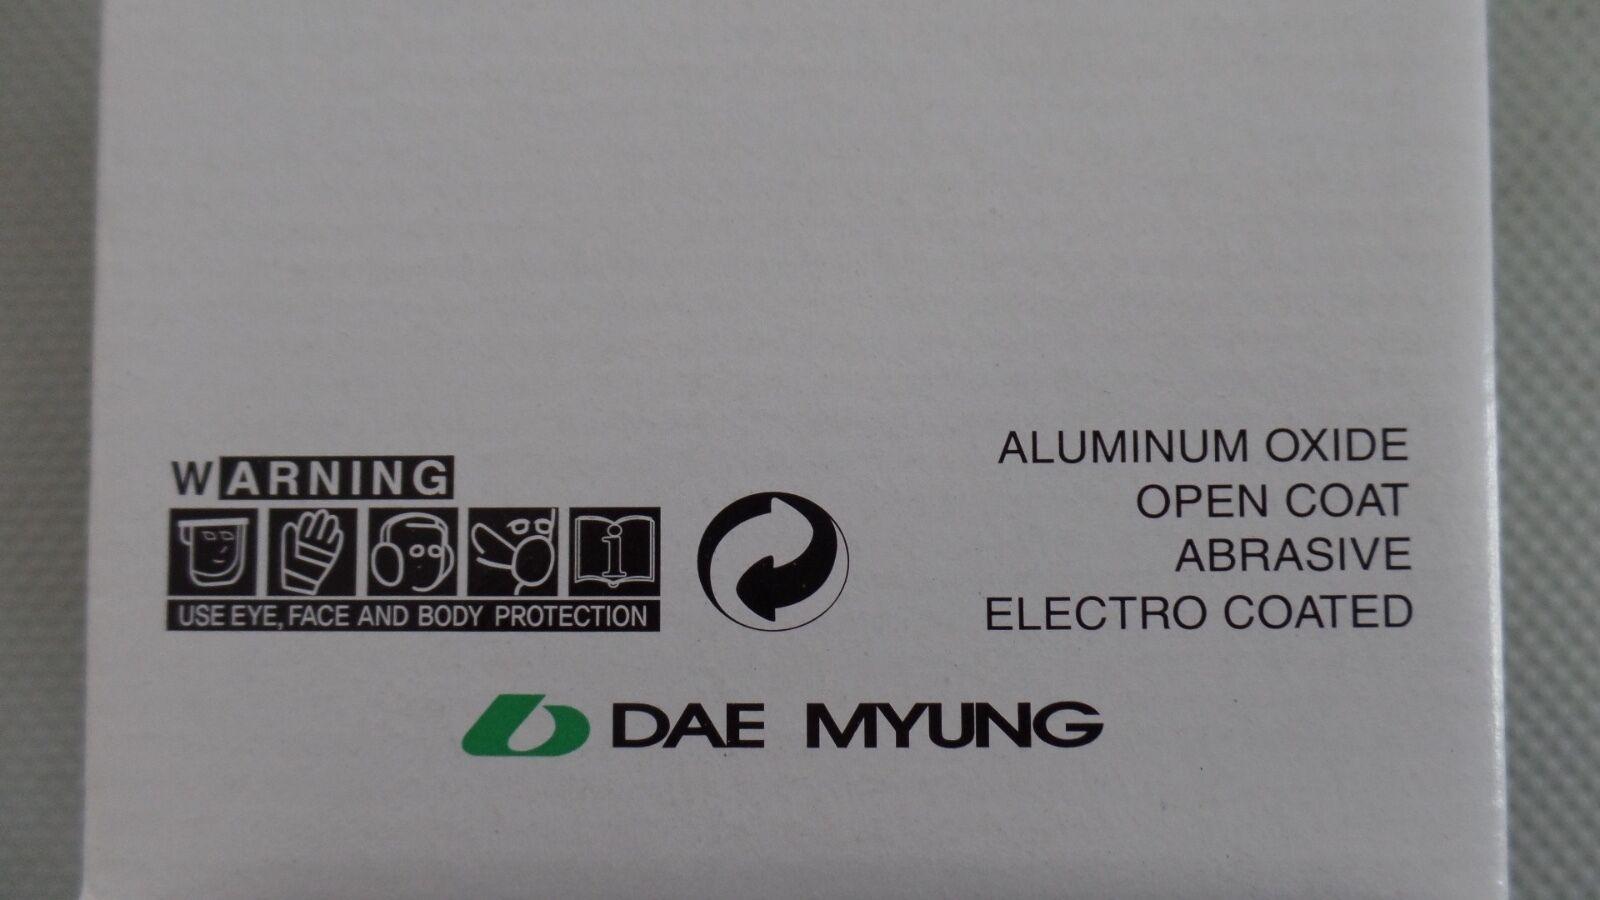 WARNING
USE EYE, FACE AND BODY PROTECTION
ALUMINUM OXIDE
OPEN COAT
ABRASIVE
ELECTRO COATED
DAE MYUNG